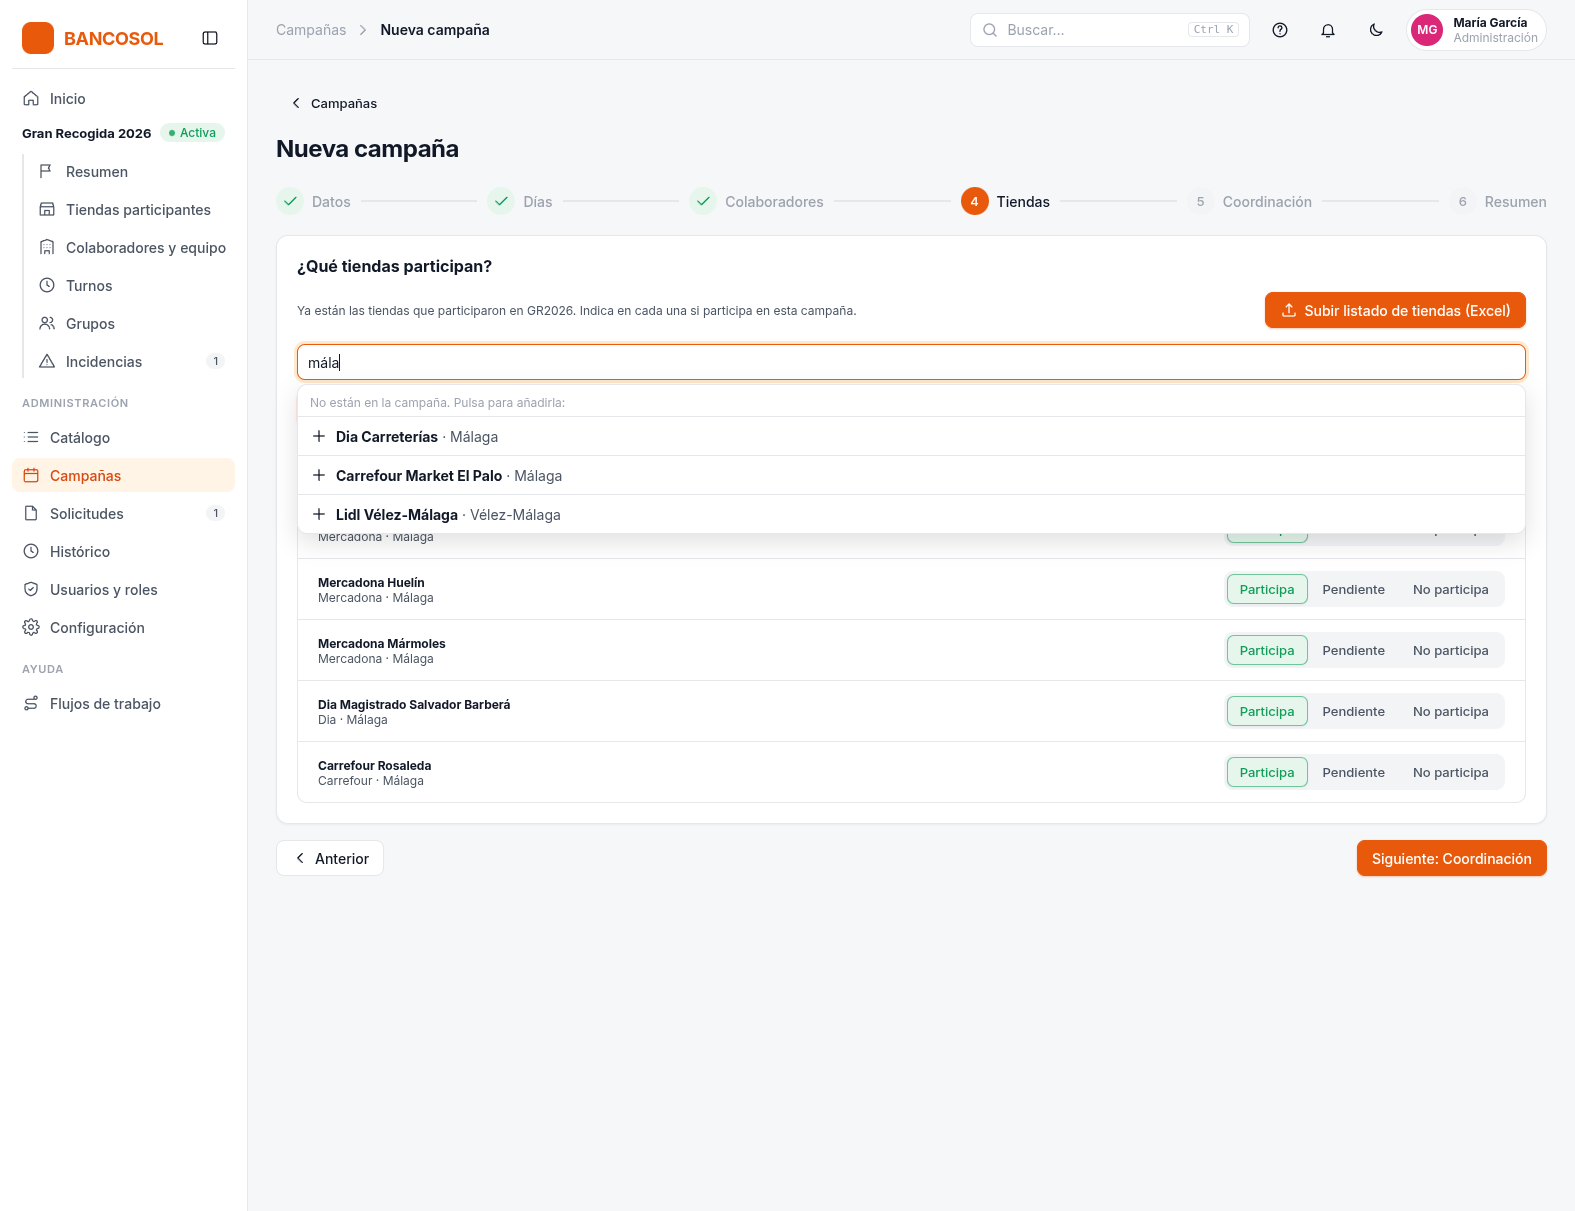 BANCOSOL
Campañas
Nueva campaña
Buscar...
Ctrl K
MG
María García
Administración
Inicio
Gran Recogida 2026
Activa
Resumen
Tiendas participantes
Colaboradores y equipo
Turnos
Grupos
Incidencias
1
ADMINISTRACIÓN
Catálogo
Campañas
Solicitudes
1
Histórico
Usuarios y roles
Configuración
AYUDA
Flujos de trabajo
Campañas
Nueva campaña
Datos
Días
Colaboradores
4
Tiendas
5
Coordinación
6
Resumen
¿Qué tiendas participan?
Ya están las tiendas que participaron en GR2026. Indica en cada una si participa en esta campaña.
Subir listado de tiendas (Excel)
mála
No están en la campaña. Pulsa para añadirla:
Dia Carreterías · Málaga
Carrefour Market El Palo · Málaga
Lidl Vélez-Málaga · Vélez-Málaga
Mercadona · Málaga
Mercadona Huelín
Mercadona · Málaga
Participa
Pendiente
No participa
Mercadona Mármoles
Mercadona · Málaga
Participa
Pendiente
No participa
Dia Magistrado Salvador Barberá
Dia · Málaga
Participa
Pendiente
No participa
Carrefour Rosaleda
Carrefour · Málaga
Participa
Pendiente
No participa
Anterior
Siguiente: Coordinación